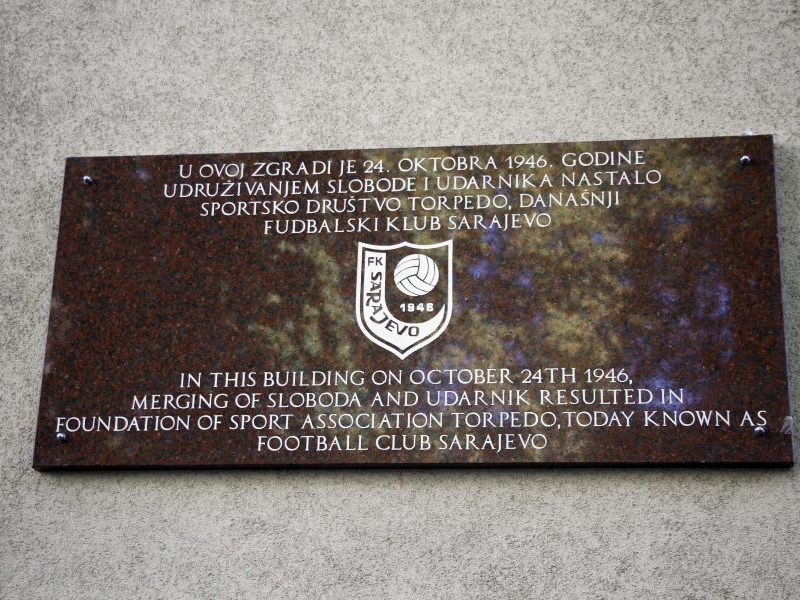 U OVOJ ZGRADI JE 24. OKTOBRA 1946. GODINE
UDRUŽIVANJEM SLOBODE I UDARNIKA NASTALO
SPORTSKO DRUŠTVO TORPEDO, DANAŠNJI
FUDBALSKI KLUB SARAJEVO
FK
SARAJEVO
1946
IN THIS BUILDING ON OCTOBER 24TH 1946,
MERGING OF SLOBODA AND UDARNIK RESULTED IN
FOUNDATION OF SPORT ASSOCIATION TORPEDO, TODAY KNOWN AS
FOOTBALL CLUB SARAJEVO